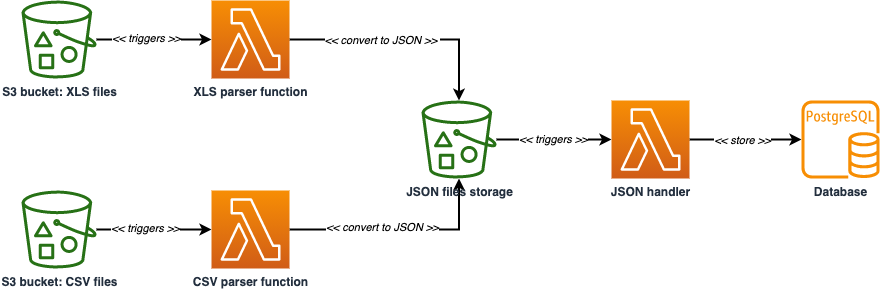 << triggers >>
<< convert to JSON >>
S3 bucket: XLS files
XLS parser function
PostgreSQL
<< triggers >>
<< store >>
JSON files storage
JSON handler
Database
<< triggers >>
<< convert to JSON >>
S3 bucket: CSV files
CSV parser function